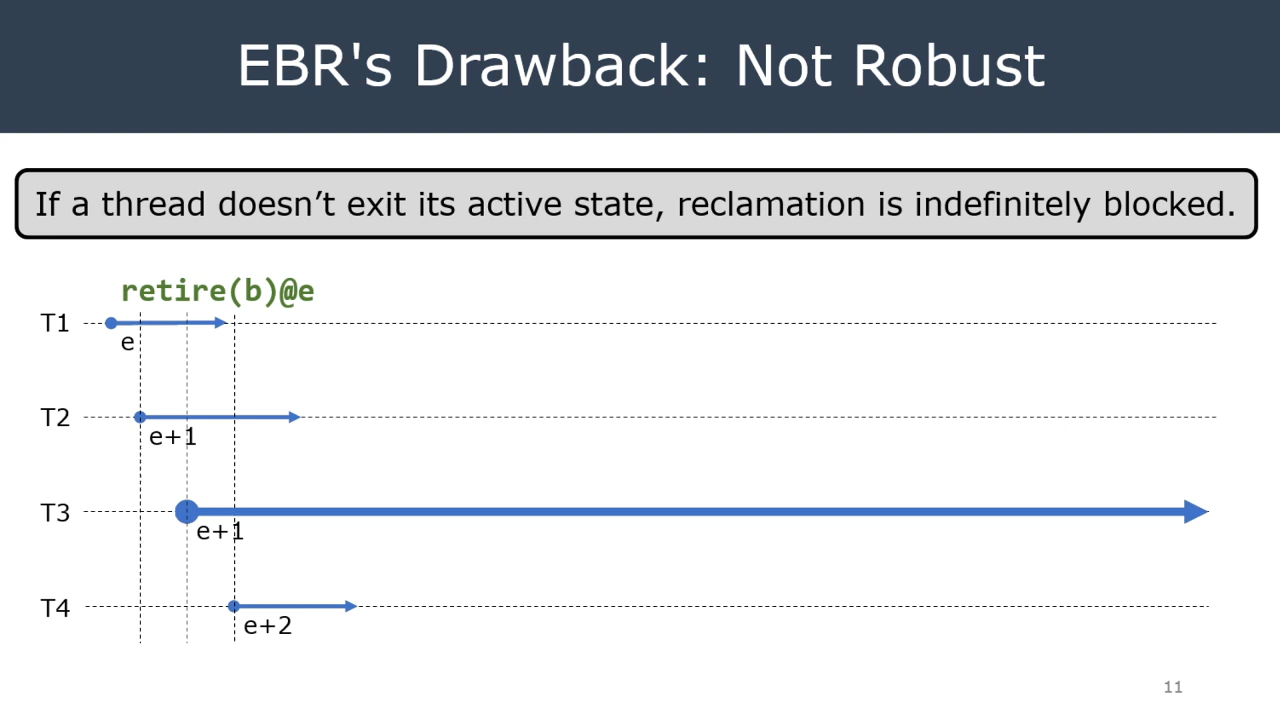 EBR's Drawback: Not Robust
If a thread doesn’t exit its active state, reclamation is indefinitely blocked.
retire(b)@e
T1
e
T2
e+1
T3
e+1
T4
e+2
11